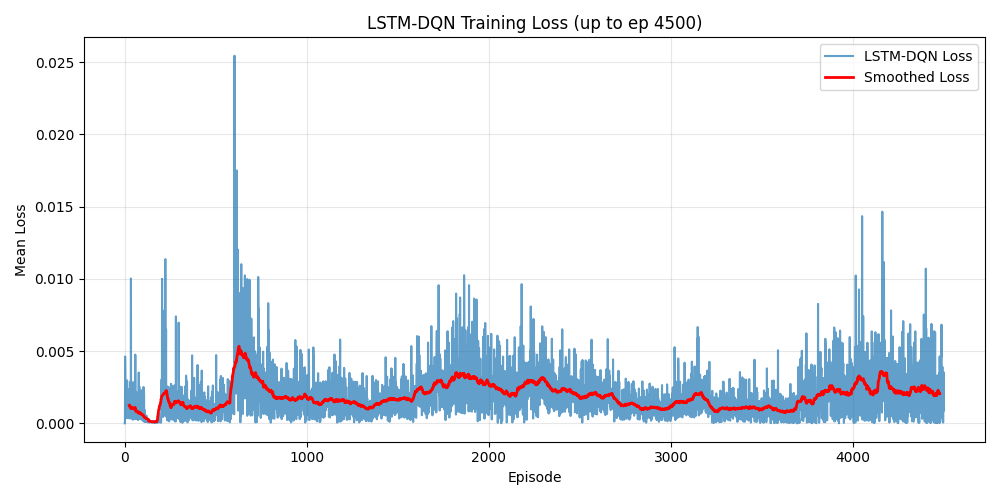 LSTM-DQN Training Loss (up to ep 4500)
LSTM-DQN Loss
Smoothed Loss
Mean Loss
0.025
0.020
0.015
0.010
0.005
0.000
0 1000 2000 3000 4000
Episode